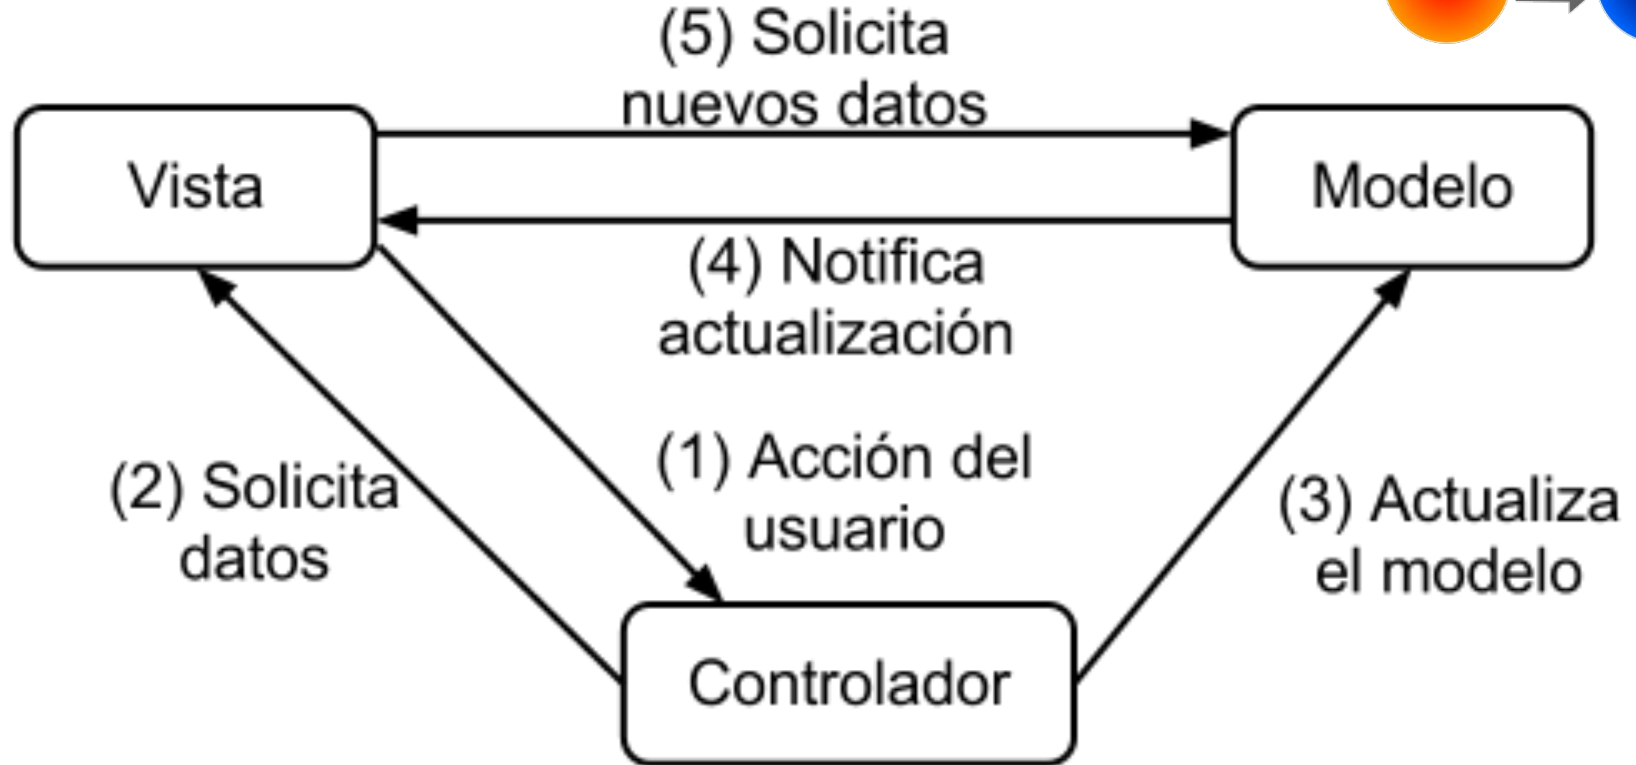 (5) Solicita
nuevos datos
Vista
Modelo
(4) Notifica
actualización
(1) Acción del
usuario
(2) Solicita
datos
(3) Actualiza
el modelo
Controlador